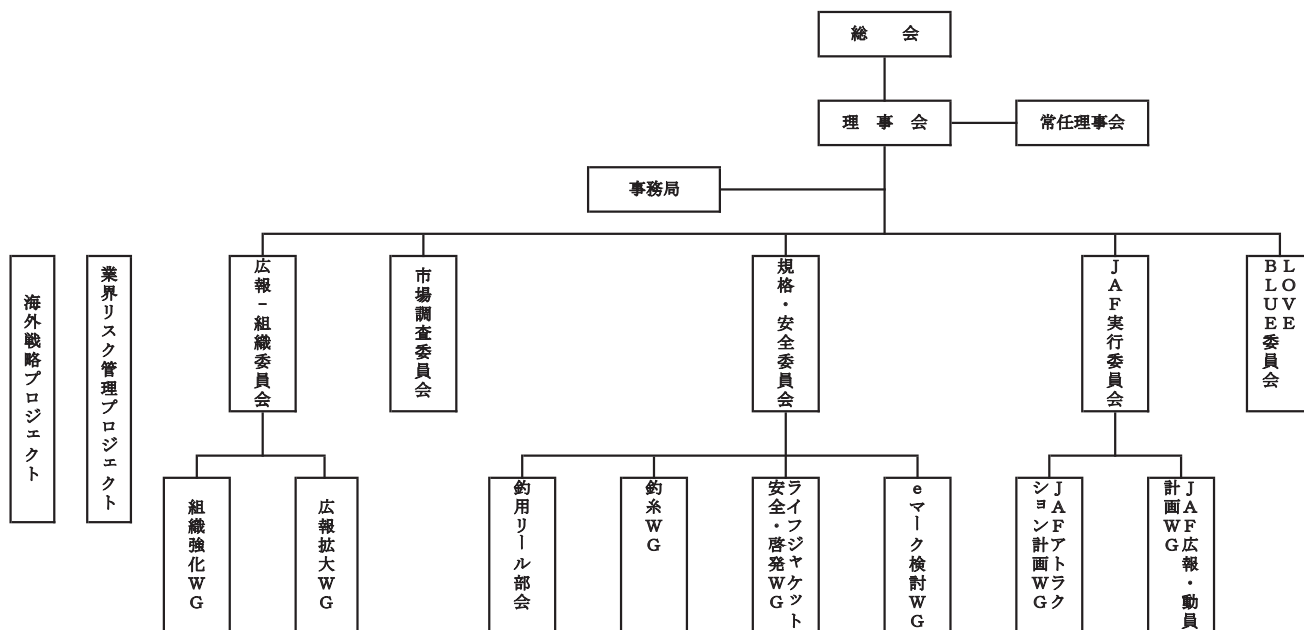 総　会
理　事　会
常任理事会
事務局
海外戦略プロジェクト
業界リスク管理プロジェクト
広報-組織委員会
市場調査委員会
規格・安全委員会
JAF実行委員会
LOVE
BLUE委員会
組織強化WG
広報拡大WG
釣用リール部会
釣糸WG
ライフジャケット
安全・啓発WG
eマーク検討WG
JAFアトラク
ション計画WG
JAF広報・動員
計画WG